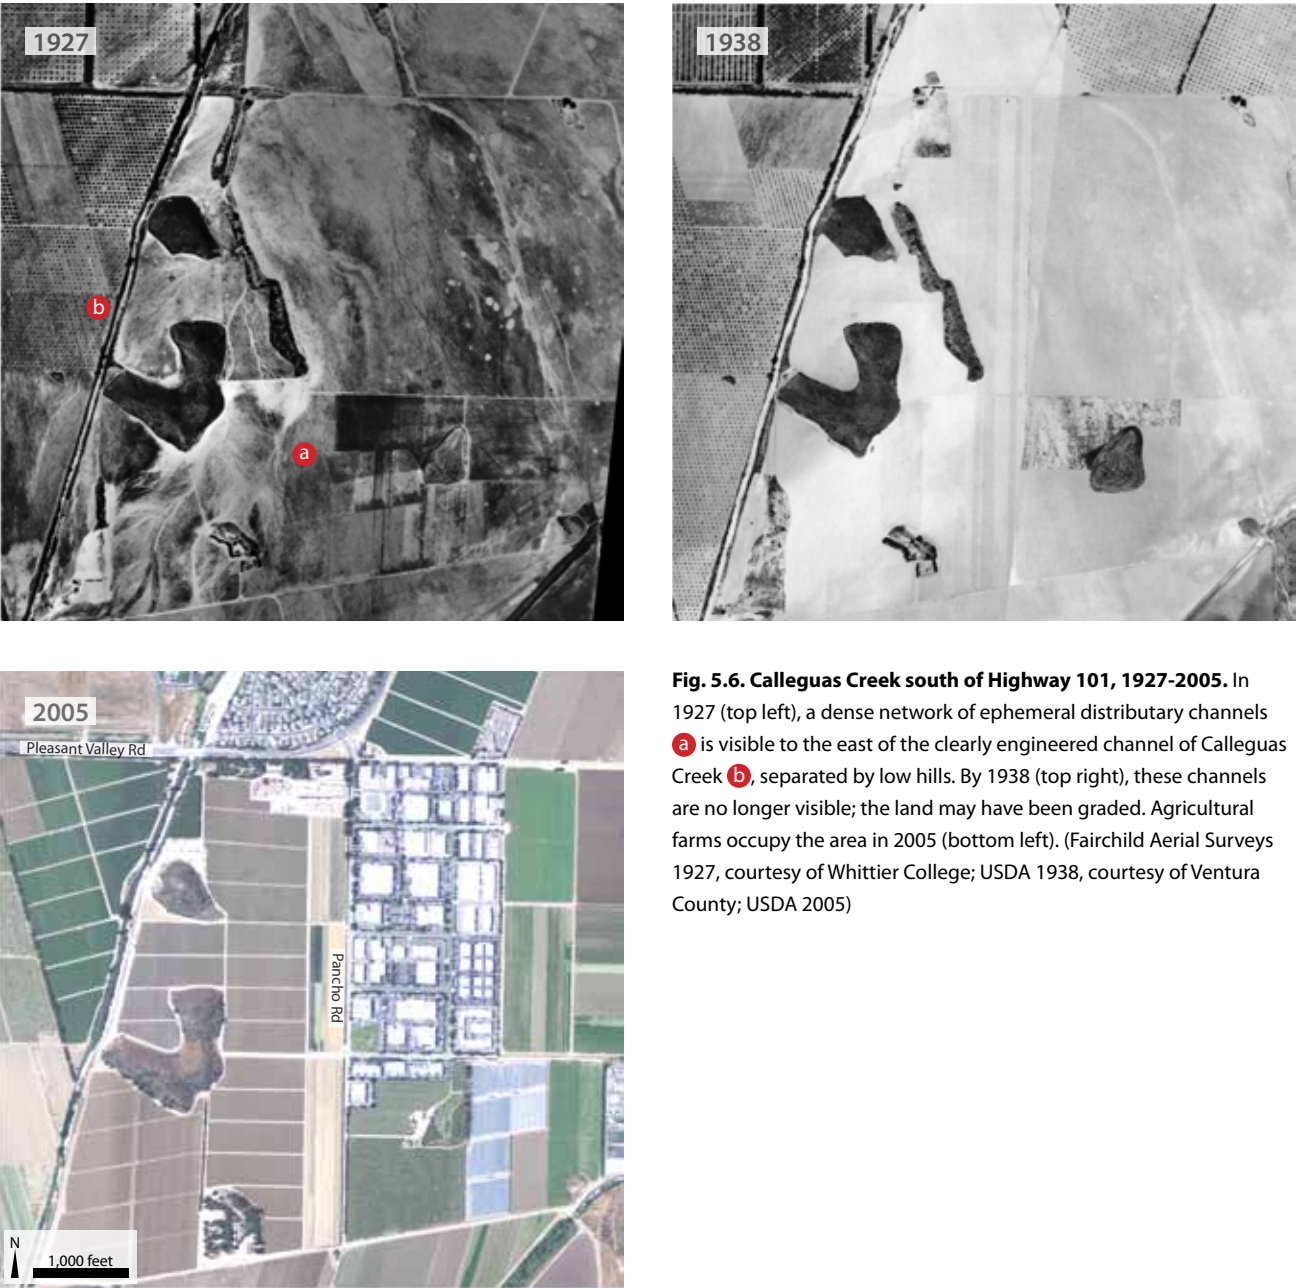 1927
1938
b
a
2005
Pleasant Valley Rd
Pancho Rd
N
1,000 feet
Fig. 5.6. Calleguas Creek south of Highway 101, 1927-2005. In
1927 (top left), a dense network of ephemeral distributary channels
a is visible to the east of the clearly engineered channel of Calleguas
Creek b, separated by low hills. By 1938 (top right), these channels
are no longer visible; the land may have been graded. Agricultural
farms occupy the area in 2005 (bottom left). (Fairchild Aerial Surveys
1927, courtesy of Whittier College; USDA 1938, courtesy of Ventura
County; USDA 2005)